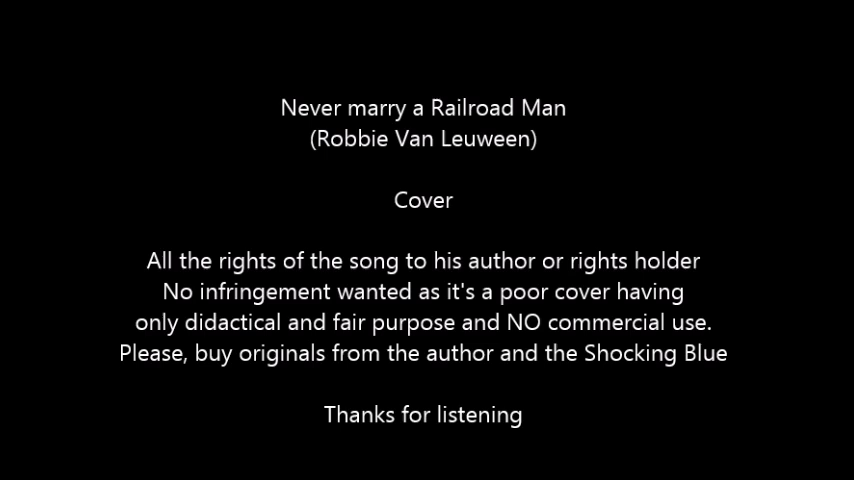 Never marry a Railroad Man
(Robbie Van Leuween)
Cover
All the rights of the song to his author or rights holder
No infringement wanted as it's a poor cover having
only didactical and fair purpose and NO commercial use.
Please, buy originals from the author and the Shocking Blue
Thanks for listening